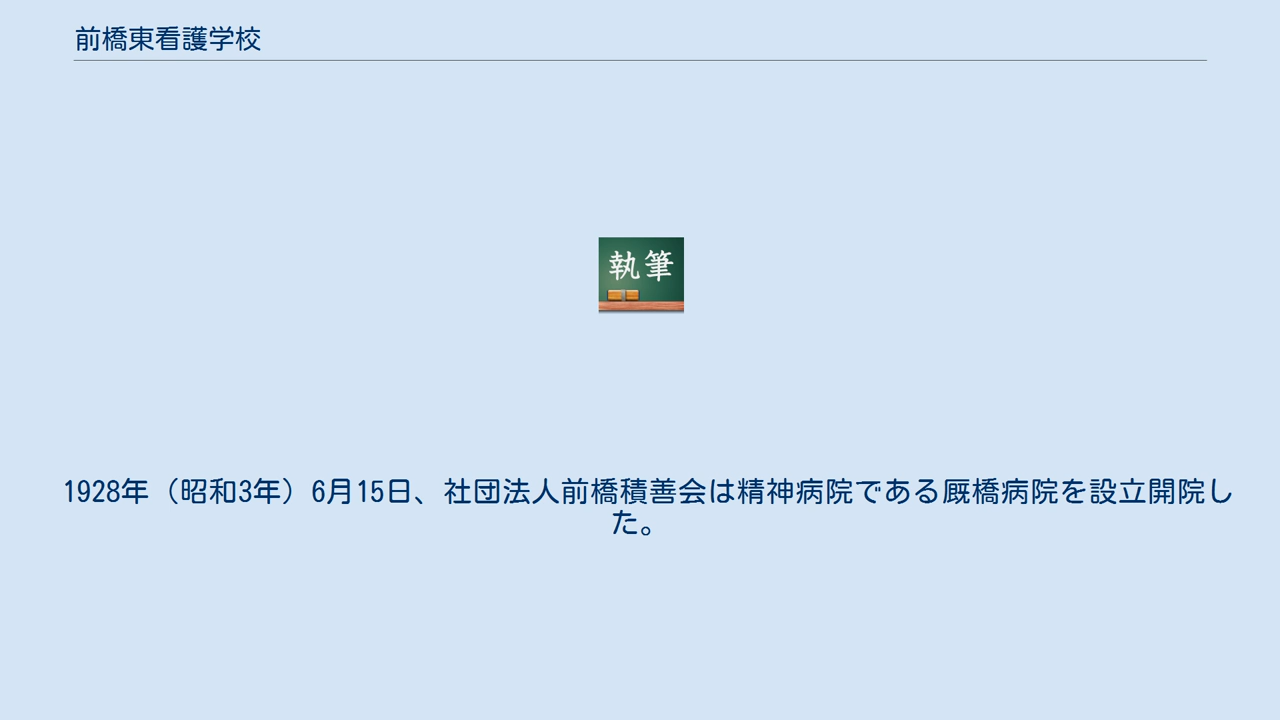 前橋東看護学校
執筆
1928年（昭和3年）6月15日、社団法人前橋積善会は精神病院である厩橋病院を設立開院し
た。